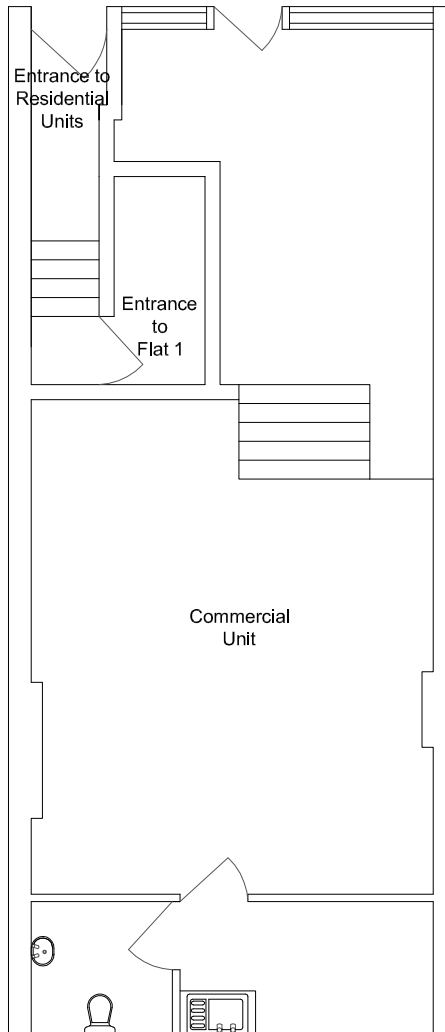 Entrance to
Residential
Units
Entrance
to
Flat 1
Commercial
Unit